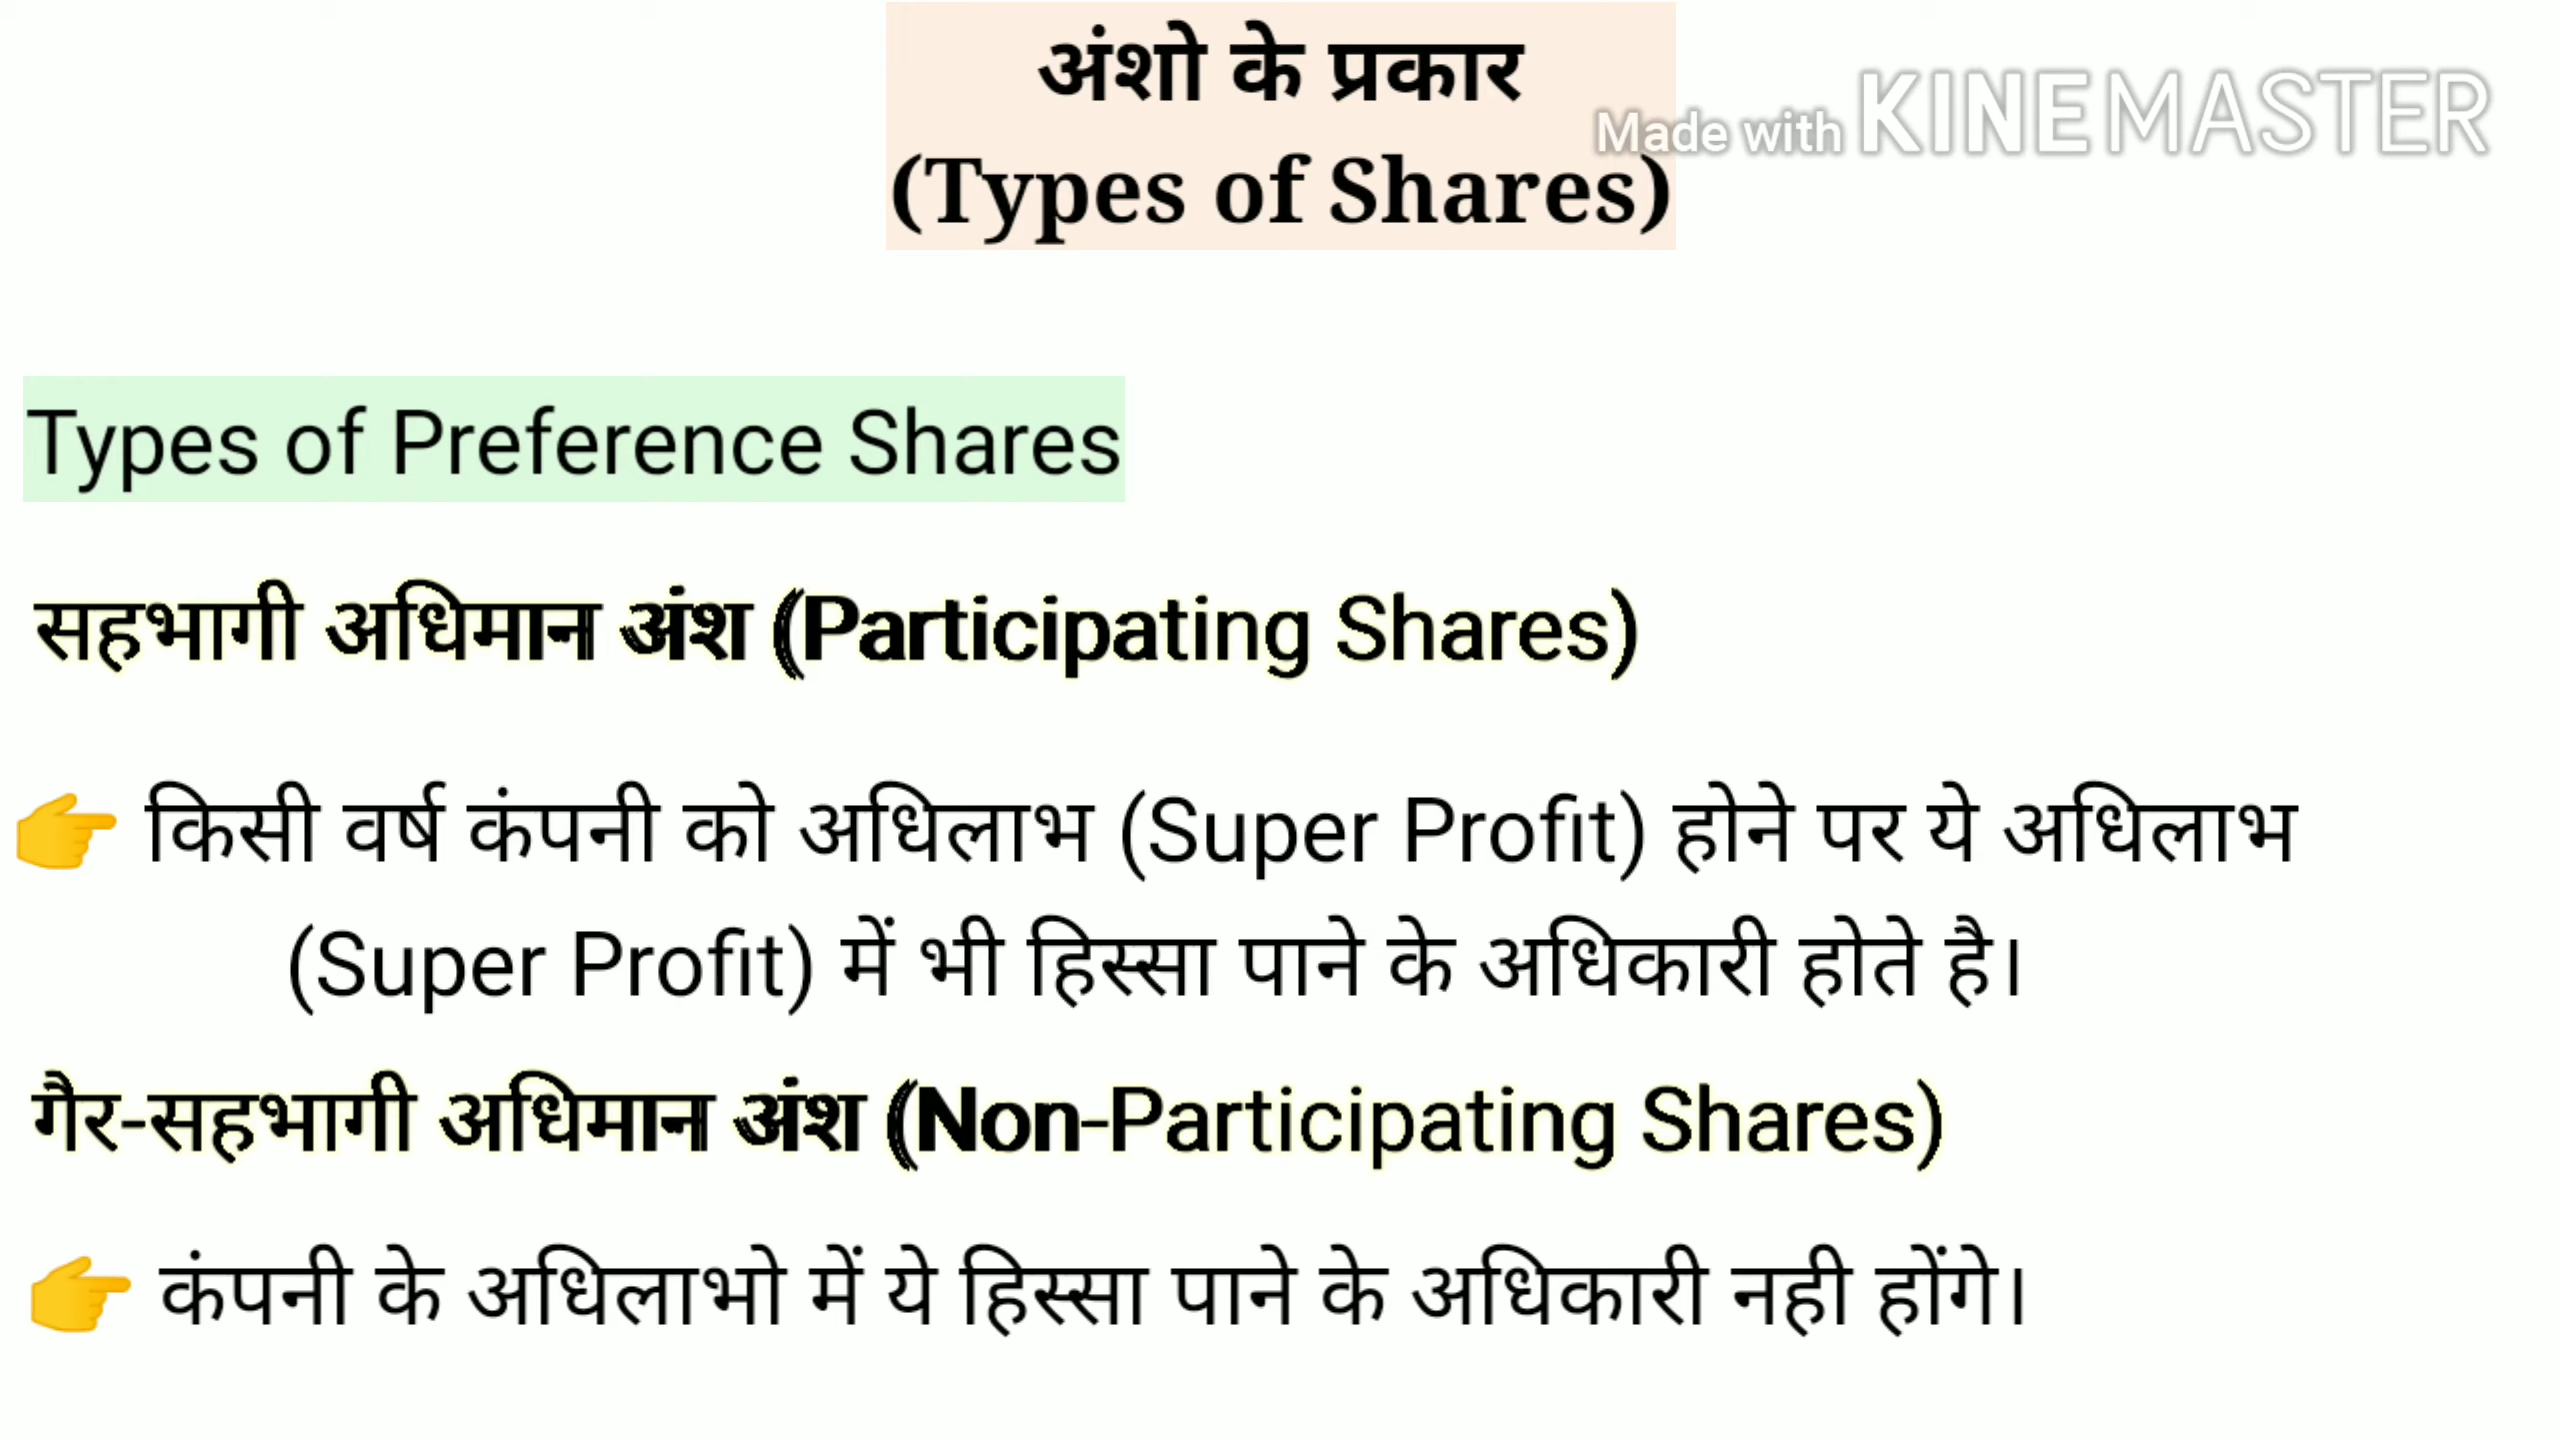 अंशो के प्रकार
Made with KINEMASTER
(Types of Shares)
Types of Preference Shares
सहभागी अधिमान अंश (Participating Shares)
👉 किसी वर्ष कंपनी को अधिलाभ (Super Profit) होने पर ये अधिलाभ
(Super Profit) में भी हिस्सा पाने के अधिकारी होते है।
गैर-सहभागी अधिमान अंश (Non-Participating Shares)
👉 कंपनी के अधिलाभो में ये हिस्सा पाने के अधिकारी नही होंगे।